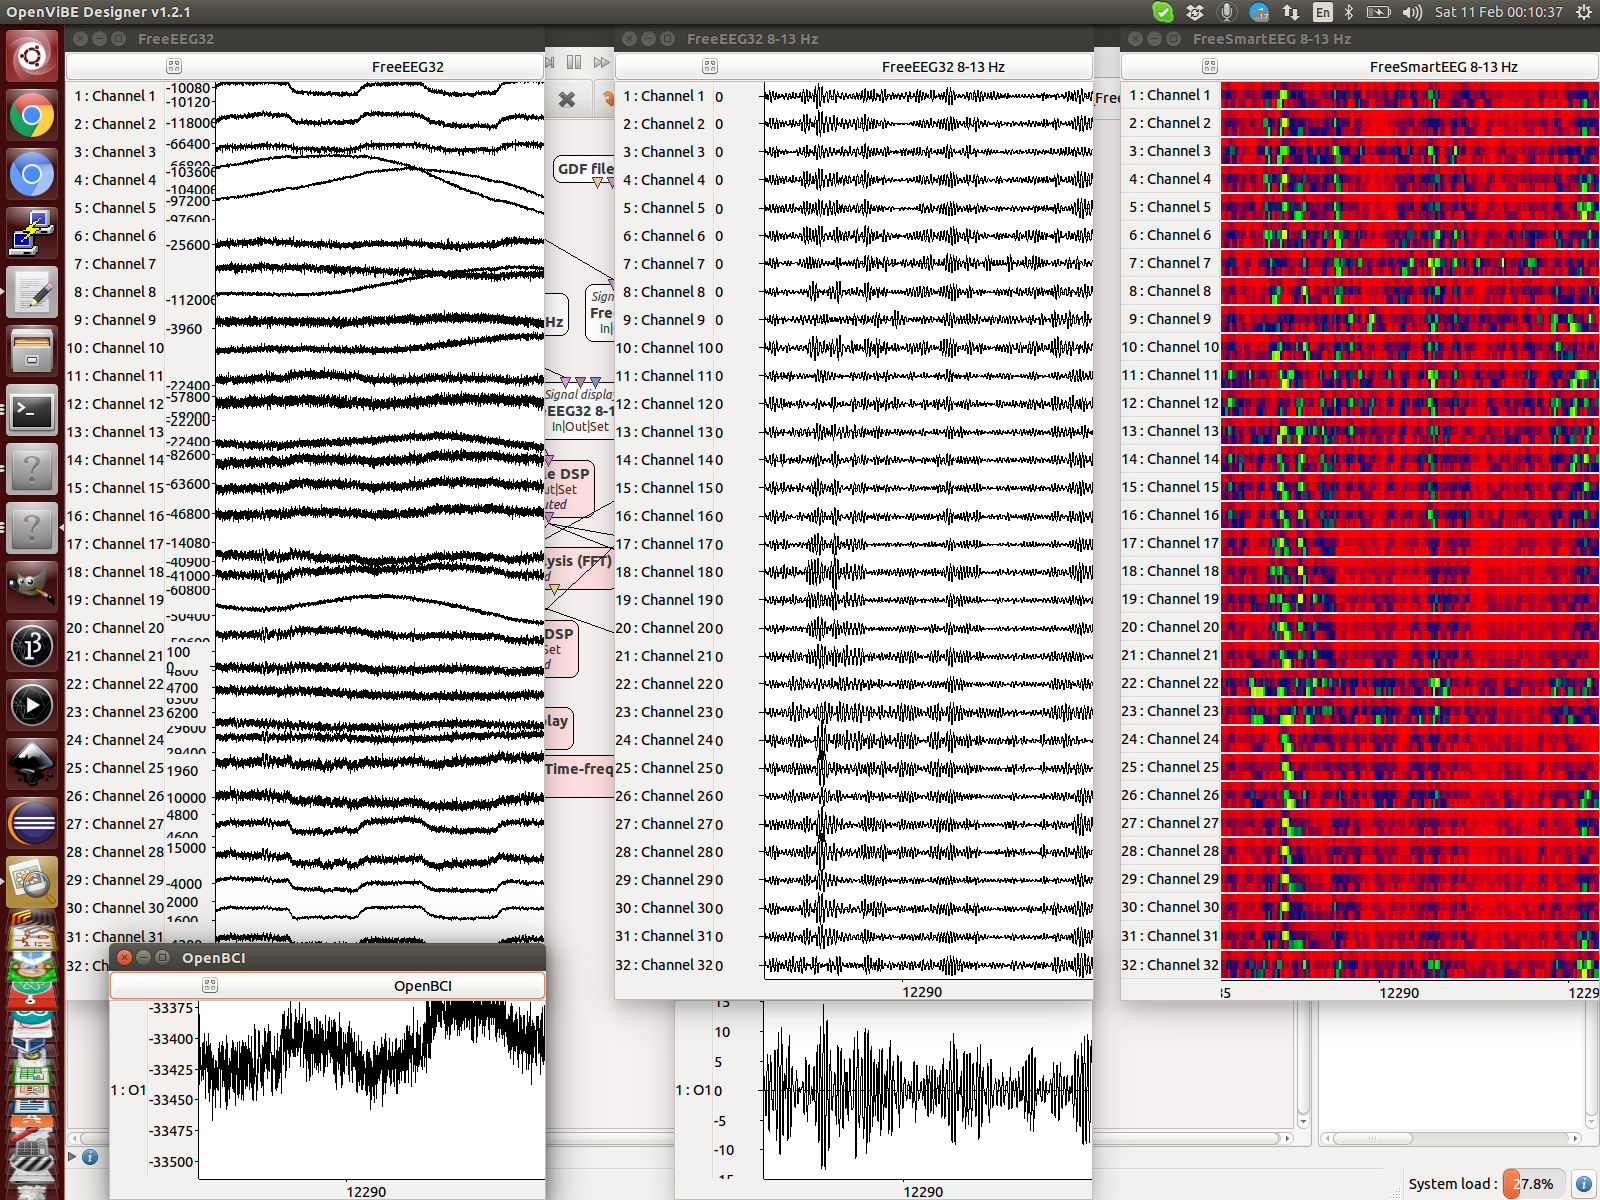 OpenViBE Designer v1.2.1
17
En
Sat 11 Feb 00:10:37
FreeEEG32
FreeEEG32
1 : Channel 1
2 : Channel 2
3 : Channel 3
4 : Channel 4
5 : Channel 5
6 : Channel 6
7 : Channel 7
8 : Channel 8
9 : Channel 9
10 : Channel 10
11 : Channel 11
12 : Channel 12
13 : Channel 13
14 : Channel 14
15 : Channel 15
16 : Channel 16
17 : Channel 17
18 : Channel 18
19 : Channel 19
20 : Channel 20
21 : Channel 21
22 : Channel 22
23 : Channel 23
24 : Channel 24
25 : Channel 25
26 : Channel 26
27 : Channel 27
28 : Channel 28
29 : Channel 29
30 : Channel 30
31 : Channel 31
32 : Ch
-10080
-10120
-118000
-66400
-66800
-103600
-104000
-97200
-97600
-25600
-112000
-3960
-22400
-57800
-22200
-22400
-82600
-63600
-46800
-14080
-40900
-41000
-60800
-50400
100
0
4800
4700
6200
29600
29400
1960
10000
4800
4600
15000
-4000
2000
1600
GDF file
Hz
Sign
Fre
In|
Signal display
EEG32 8-1
In|Out|Set
le DSP
ut|Set
uted
lysis (FFT)
d
DSP
Set
d
lay
Time-freq
Fre
FreeEEG32 8-13 Hz
FreeEEG32 8-13 Hz
1 : Channel 1 0
2 : Channel 2 0
3 : Channel 3 0
4 : Channel 4 0
5 : Channel 5 0
6 : Channel 6 0
7 : Channel 7 0
8 : Channel 8 0
9 : Channel 9 0
10 : Channel 10 0
11 : Channel 11 0
12 : Channel 12 0
13 : Channel 13 0
14 : Channel 14 0
15 : Channel 15 0
16 : Channel 16 0
17 : Channel 17 0
18 : Channel 18 0
19 : Channel 19 0
20 : Channel 20 0
21 : Channel 21 0
22 : Channel 22 0
23 : Channel 23 0
24 : Channel 24 0
25 : Channel 25 0
26 : Channel 26 0
27 : Channel 27 0
28 : Channel 28 0
29 : Channel 29 0
30 : Channel 30 0
31 : Channel 31 0
32 : Channel 32 0
12290
FreeSmartEEG 8-13 Hz
FreeSmartEEG 8-13 Hz
1 : Channel 1
2 : Channel 2
3 : Channel 3
4 : Channel 4
5 : Channel 5
6 : Channel 6
7 : Channel 7
8 : Channel 8
9 : Channel 9
10 : Channel 10
11 : Channel 11
12 : Channel 12
13 : Channel 13
14 : Channel 14
15 : Channel 15
16 : Channel 16
17 : Channel 17
18 : Channel 18
19 : Channel 19
20 : Channel 20
21 : Channel 21
22 : Channel 22
23 : Channel 23
24 : Channel 24
25 : Channel 25
26 : Channel 26
27 : Channel 27
28 : Channel 28
29 : Channel 29
30 : Channel 30
31 : Channel 31
32 : Channel 32
85 12290 1229
OpenBCI
OpenBCI
-33375
-33400
-33425
1 : O1
-33450
-33475
-33500
12290
15
10
5
1 : O1 0
-5
-10
-15
12290
System load : 27.8%